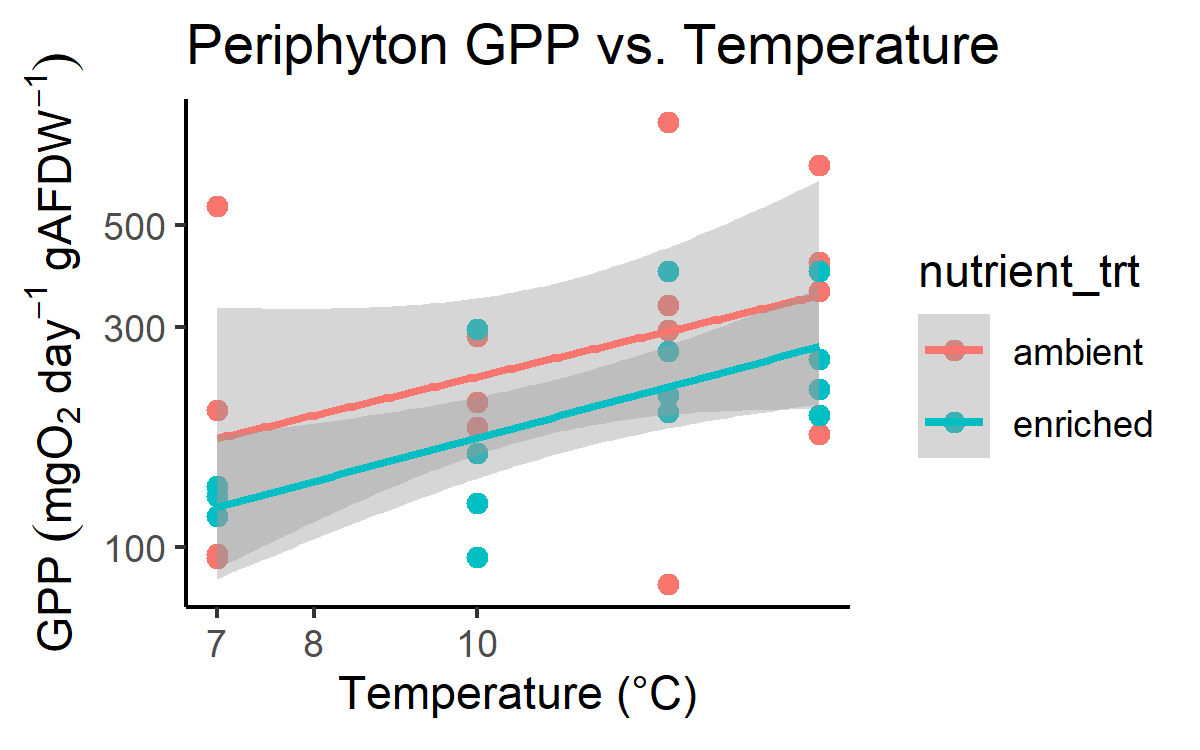 Periphyton GPP vs. Temperature
GPP (mgO₂ day⁻¹ gAFDW⁻¹)
500
300
100
7 8 10
Temperature (°C)
nutrient_trt
ambient
enriched